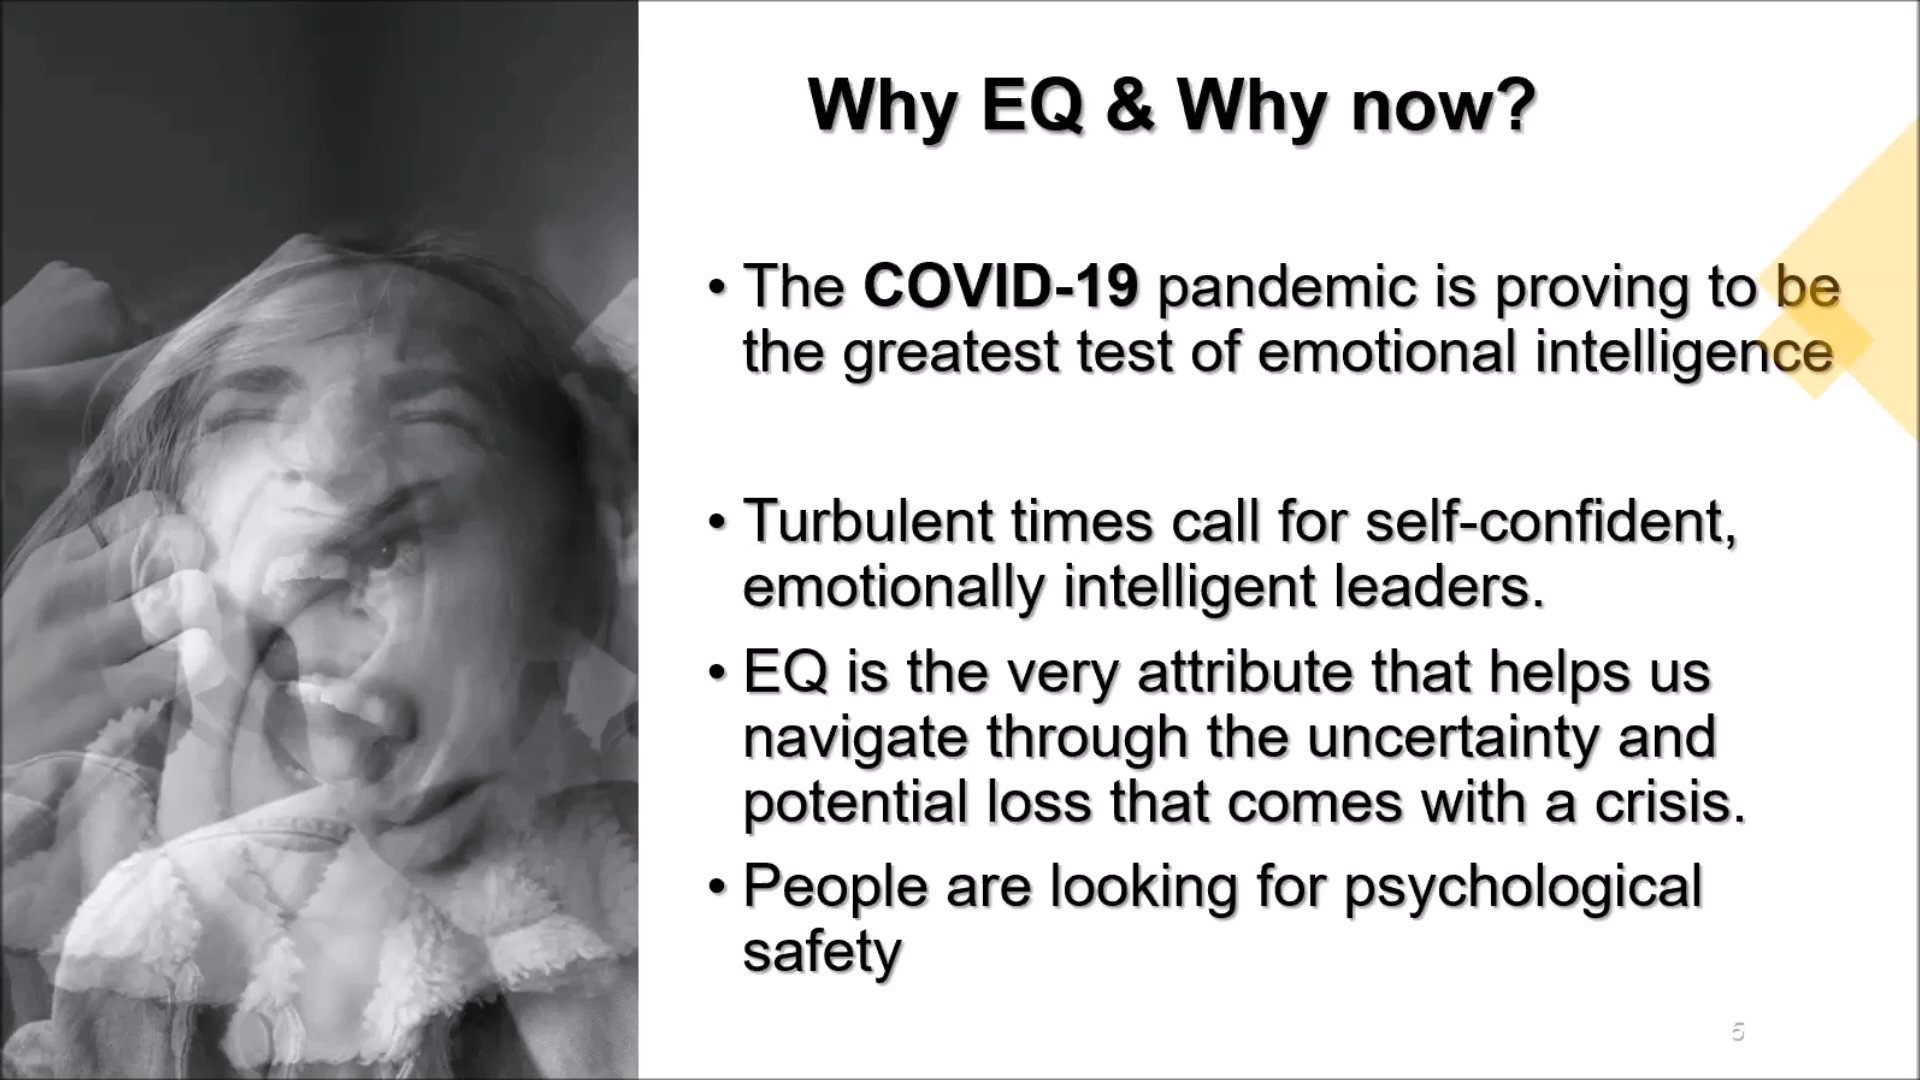 Why EQ & Why now?
• The COVID-19 pandemic is proving to be
the greatest test of emotional intelligence
• Turbulent times call for self-confident,
emotionally intelligent leaders.
• EQ is the very attribute that helps us
navigate through the uncertainty and
potential loss that comes with a crisis.
• People are looking for psychological
safety
5